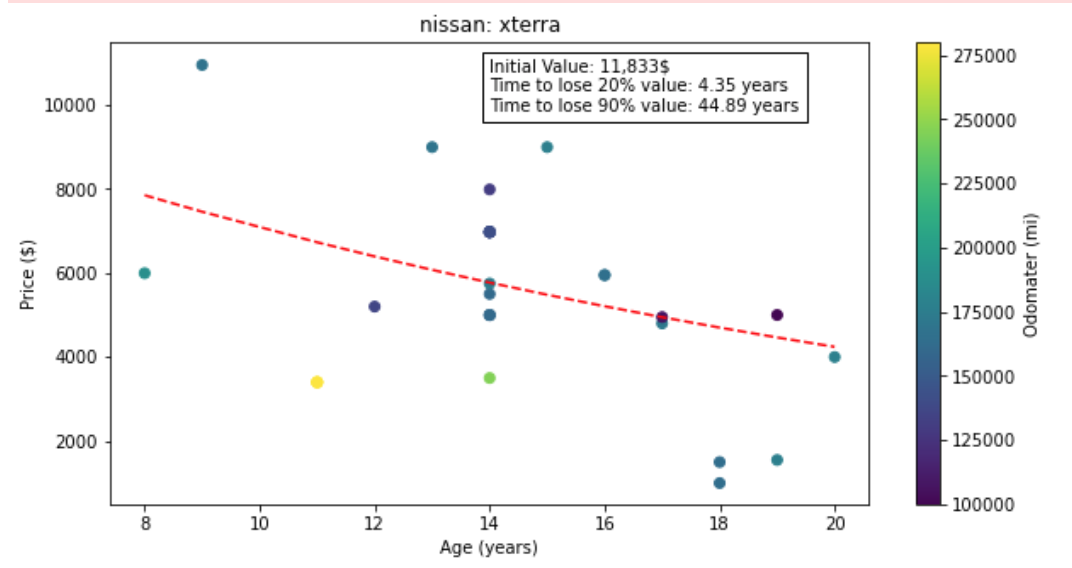 nissan: xterra
Initial Value: 11,833$
Time to lose 20% value: 4.35 years
Time to lose 90% value: 44.89 years
Price ($)
10000
8000
6000
4000
2000
8 10 12 14 16 18 20
Age (years)
275000
250000
225000
200000
175000
150000
125000
100000
Odomater (mi)